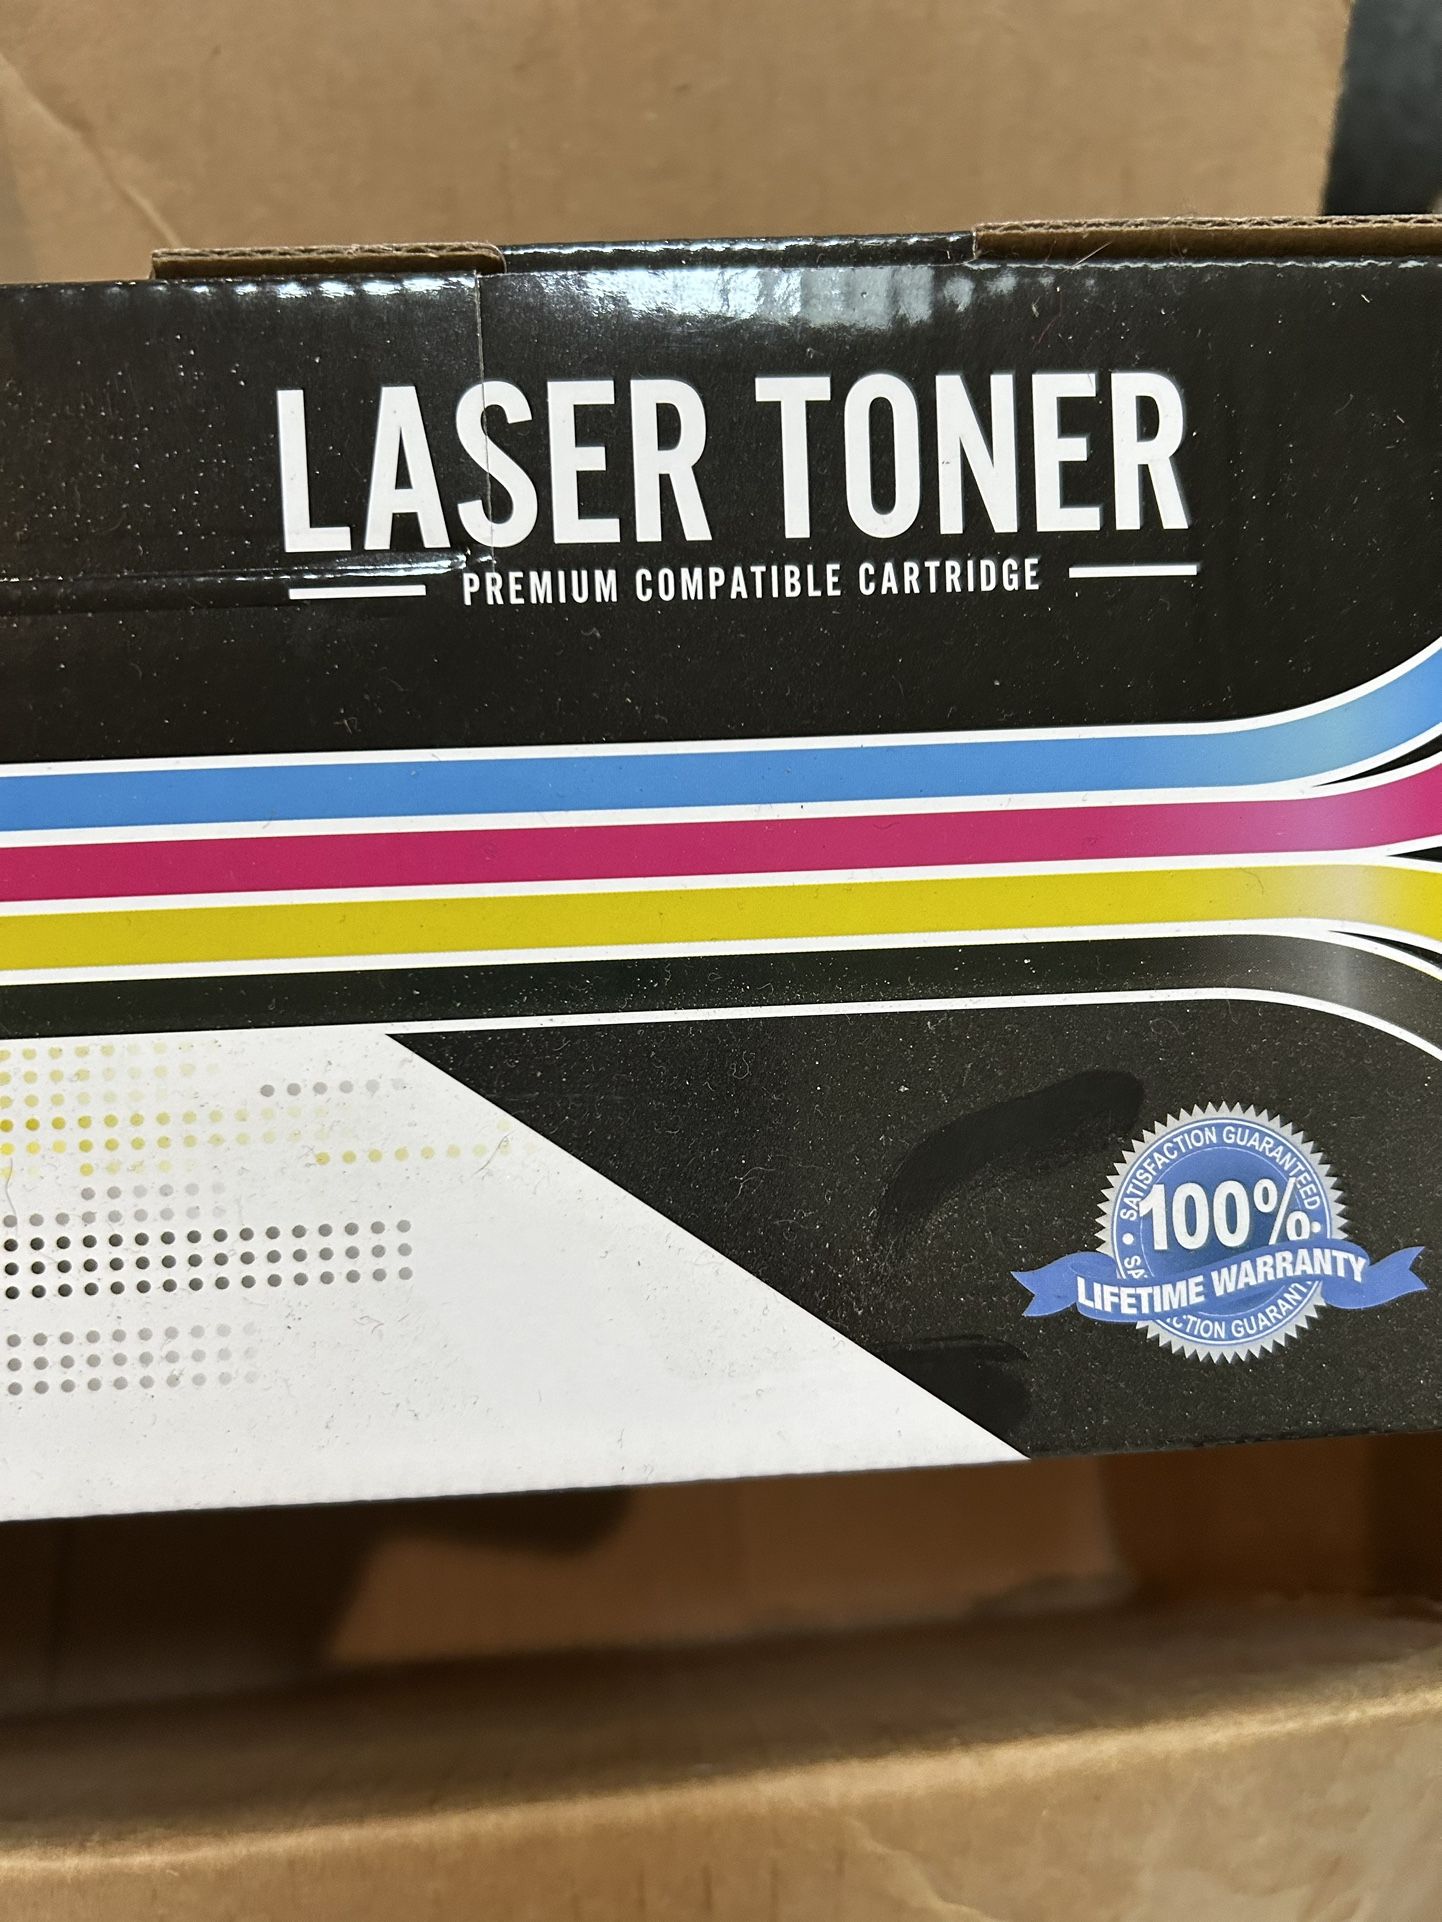 LASER TONER
PREMIUM COMPATIBLE CARTRIDGE
SATISFACTION GUARANTEED
100%
LIFETIME WARRANTY